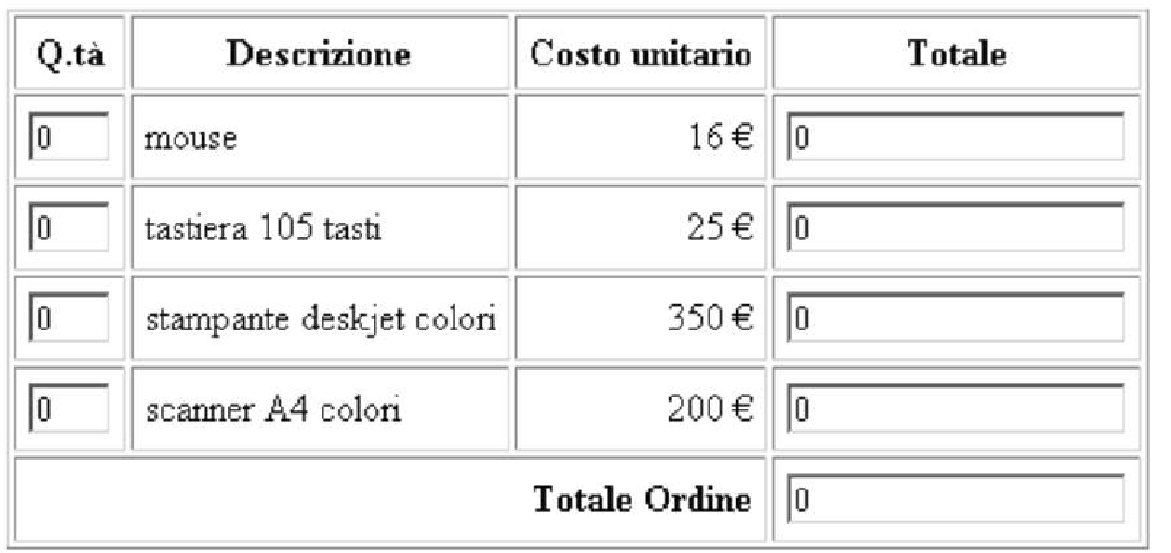 Q.tà Descrizione Costo unitario Totale
0 mouse 16 € 0
0 tastiera 105 tasti 25 € 0
0 stampante deskjet colori 350 € 0
0 scanner A4 colori 200 € 0
Totale Ordine 0